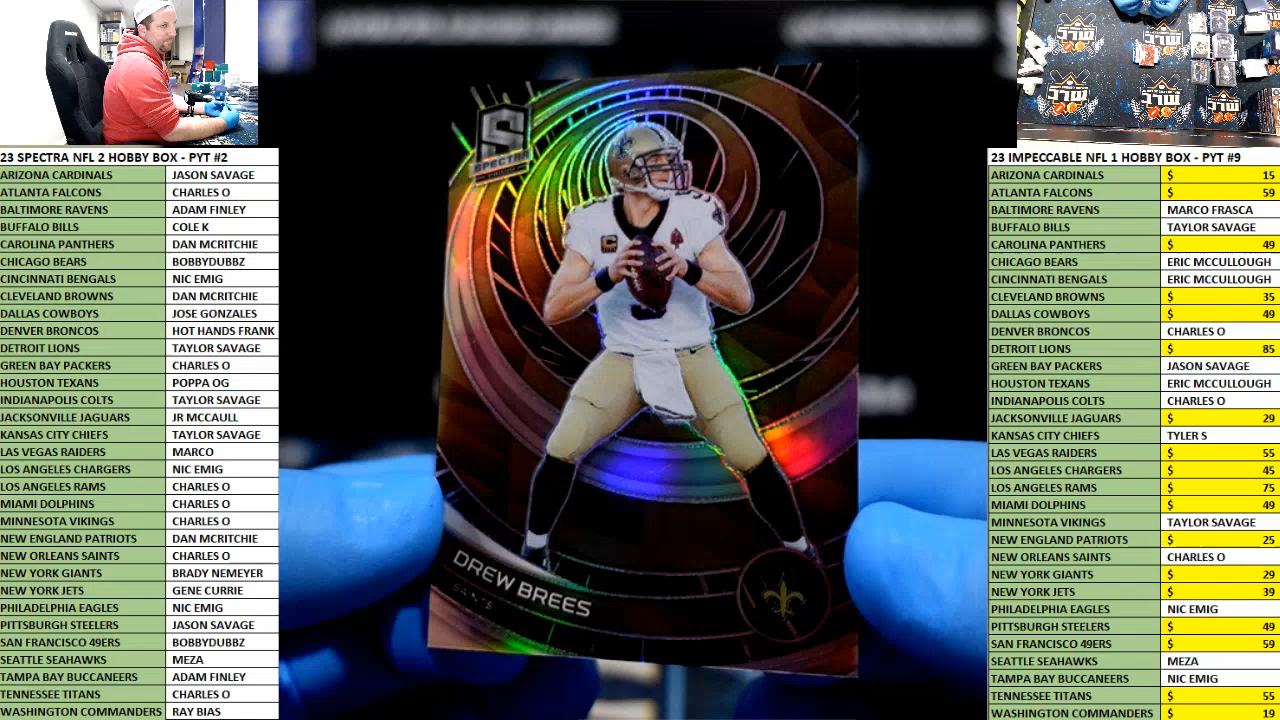 23 SPECTRA NFL 2 HOBBY BOX - PYT #2
ARIZONA CARDINALS JASON SAVAGE
ATLANTA FALCONS CHARLES O
BALTIMORE RAVENS ADAM FINLEY
BUFFALO BILLS COLE K
CAROLINA PANTHERS DAN MCRITCHIE
CHICAGO BEARS BOBBYDUBBZ
CINCINNATI BENGALS NIC EMIG
CLEVELAND BROWNS DAN MCRITCHIE
DALLAS COWBOYS JOSE GONZALES
DENVER BRONCOS HOT HANDS FRANK
DETROIT LIONS TAYLOR SAVAGE
GREEN BAY PACKERS CHARLES O
HOUSTON TEXANS POPPA OG
INDIANAPOLIS COLTS TAYLOR SAVAGE
JACKSONVILLE JAGUARS JR MCCAULL
KANSAS CITY CHIEFS TAYLOR SAVAGE
LAS VEGAS RAIDERS MARCO
LOS ANGELES CHARGERS NIC EMIG
LOS ANGELES RAMS CHARLES O
MIAMI DOLPHINS CHARLES O
MINNESOTA VIKINGS CHARLES O
NEW ENGLAND PATRIOTS DAN MCRITCHIE
NEW ORLEANS SAINTS CHARLES O
NEW YORK GIANTS BRADY NEMEYER
NEW YORK JETS GENE CURRIE
PHILADELPHIA EAGLES NIC EMIG
PITTSBURGH STEELERS JASON SAVAGE
SAN FRANCISCO 49ERS BOBBYDUBBZ
SEATTLE SEAHAWKS MEZA
TAMPA BAY BUCCANEERS ADAM FINLEY
TENNESSEE TITANS CHARLES O
WASHINGTON COMMANDERS RAY BIAS
S
SPECTRA
DREW BREES
SAINTS
23 IMPECCABLE NFL 1 HOBBY BOX - PYT #9
ARIZONA CARDINALS $ 15
ATLANTA FALCONS $ 59
BALTIMORE RAVENS MARCO FRASCA
BUFFALO BILLS TAYLOR SAVAGE
CAROLINA PANTHERS $ 49
CHICAGO BEARS ERIC MCCULLOUGH
CINCINNATI BENGALS ERIC MCCULLOUGH
CLEVELAND BROWNS $ 35
DALLAS COWBOYS $ 49
DENVER BRONCOS CHARLES O
DETROIT LIONS $ 85
GREEN BAY PACKERS JASON SAVAGE
HOUSTON TEXANS ERIC MCCULLOUGH
INDIANAPOLIS COLTS CHARLES O
JACKSONVILLE JAGUARS $ 29
KANSAS CITY CHIEFS TYLER S
LAS VEGAS RAIDERS $ 55
LOS ANGELES CHARGERS $ 45
LOS ANGELES RAMS $ 75
MIAMI DOLPHINS $ 49
MINNESOTA VIKINGS TAYLOR SAVAGE
NEW ENGLAND PATRIOTS $ 25
NEW ORLEANS SAINTS CHARLES O
NEW YORK GIANTS $ 29
NEW YORK JETS $ 39
PHILADELPHIA EAGLES NIC EMIG
PITTSBURGH STEELERS $ 49
SAN FRANCISCO 49ERS $ 59
SEATTLE SEAHAWKS MEZA
TAMPA BAY BUCCANEERS NIC EMIG
TENNESSEE TITANS $ 55
WASHINGTON COMMANDERS $ 19